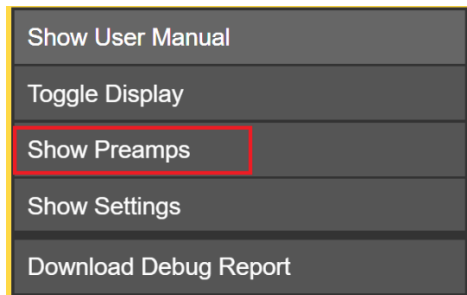 Show User Manual
Toggle Display
Show Preamps
Show Settings
Download Debug Report